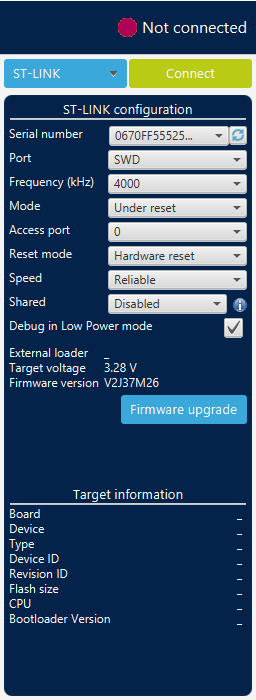 Not connected
ST-LINK Connect
ST-LINK configuration
Serial number 0670FF55525...
Port SWD
Frequency (kHz) 4000
Mode Under reset
Access port 0
Reset mode Hardware reset
Speed Reliable
Shared Disabled
Debug in Low Power mode
External loader _
Target voltage 3.28 V
Firmware version V2J37M26
Firmware upgrade
Target information
Board _
Device _
Type _
Device ID _
Revision ID _
Flash size _
CPU _
Bootloader Version _